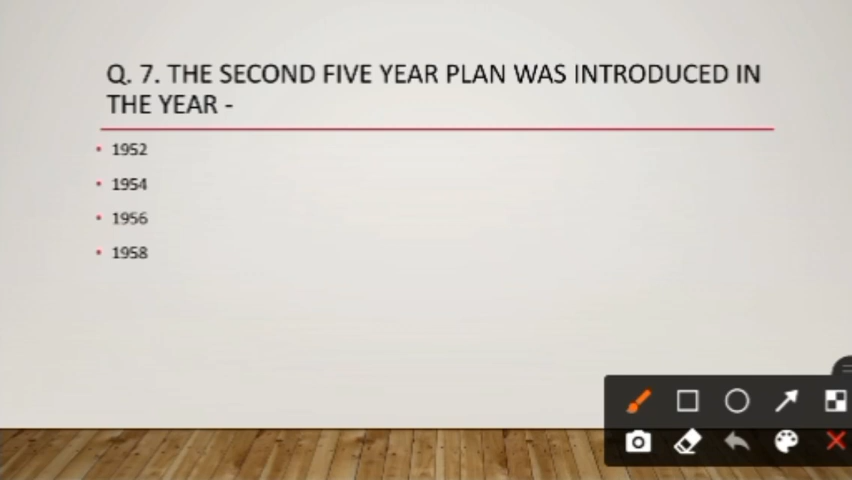 Q. 7. THE SECOND FIVE YEAR PLAN WAS INTRODUCED IN
THE YEAR -
• 1952
• 1954
• 1956
• 1958